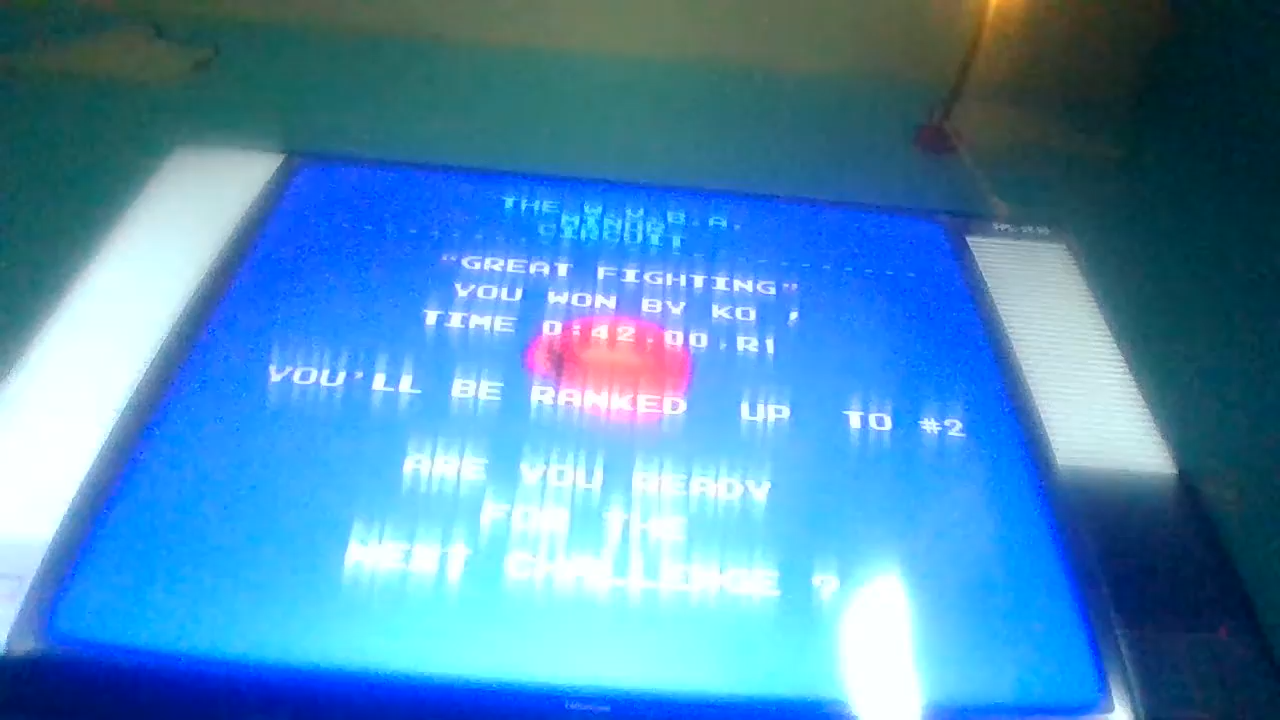 THE W.V.B.A.
MINOR
CIRCUIT
"GREAT FIGHTING"
YOU WON BY KO ,
TIME 0:42.00.R1
YOU'LL BE RANKED UP TO #2
ARE YOU READY
FOR THE
NEXT CHALLENGE ?